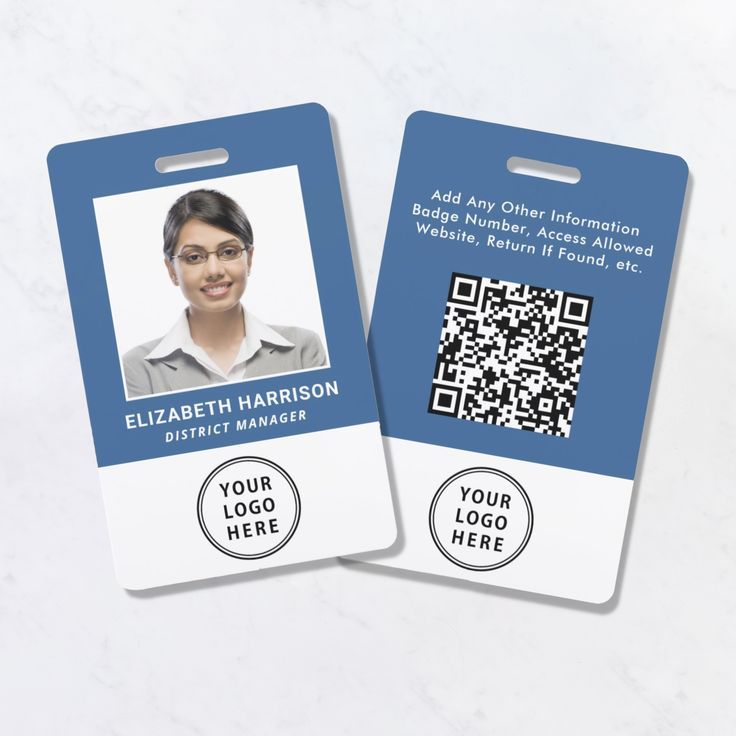 ELIZABETH HARRISON
DISTRICT MANAGER
YOUR
LOGO
HERE
Add Any Other Information
Badge Number, Access Allowed
Website, Return If Found, etc.
YOUR
LOGO
HERE